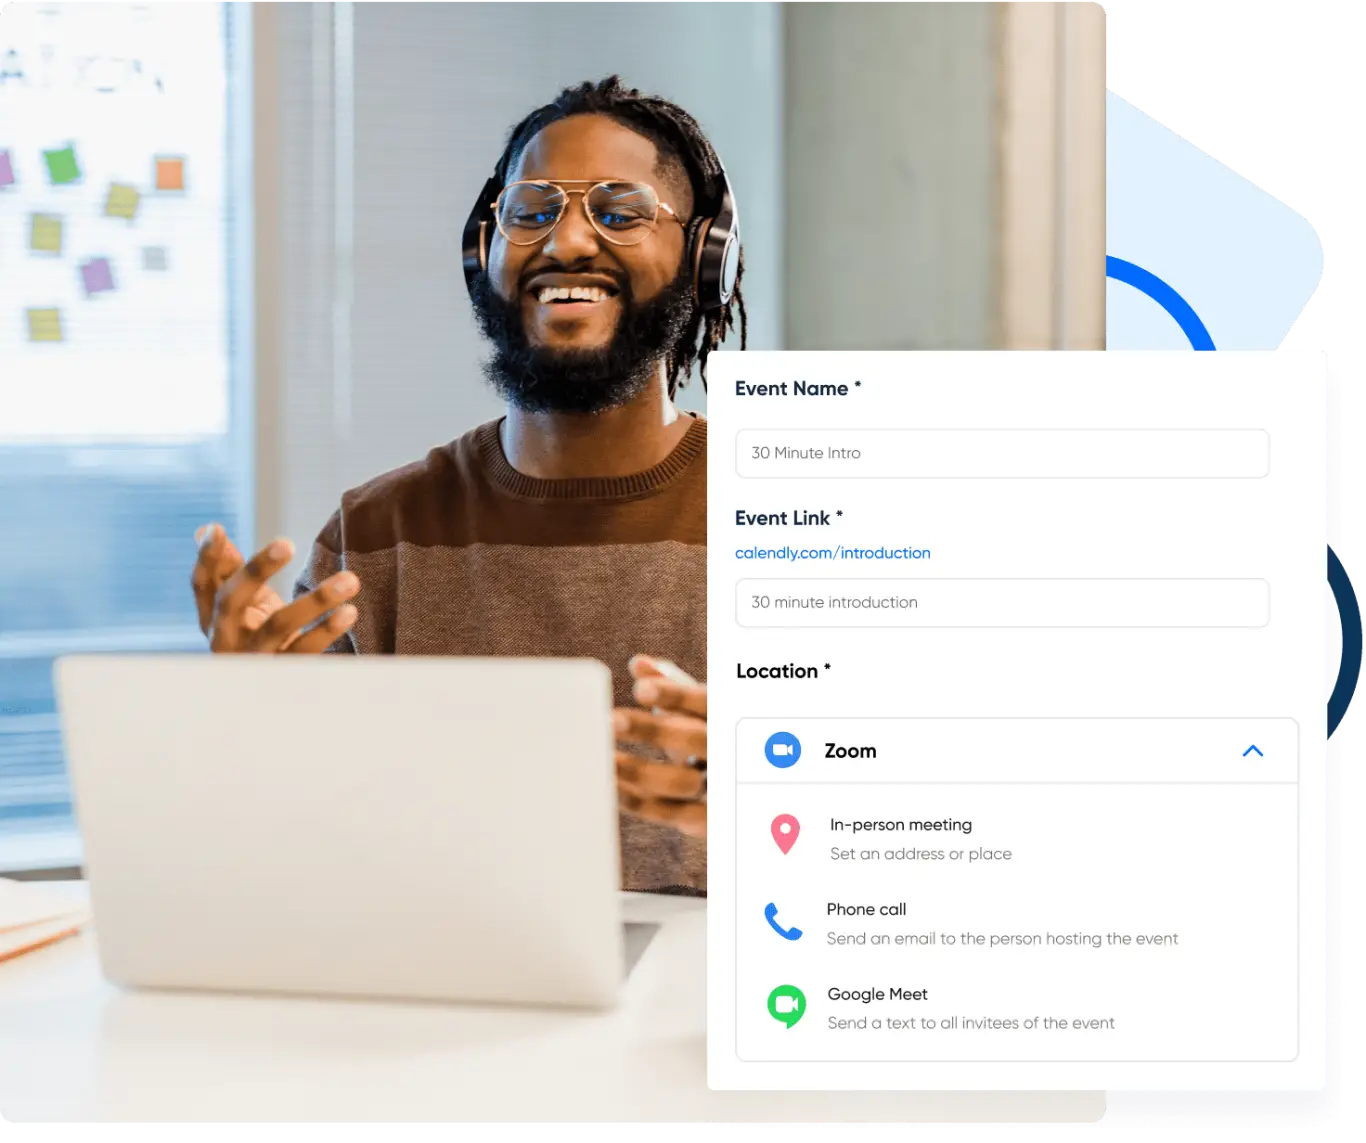 Event Name *
30 Minute Intro
Event Link *
calendly.com/introduction
30 minute introduction
Location *
Zoom
In-person meeting
Set an address or place
Phone call
Send an email to the person hosting the event
Google Meet
Send a text to all invitees of the event